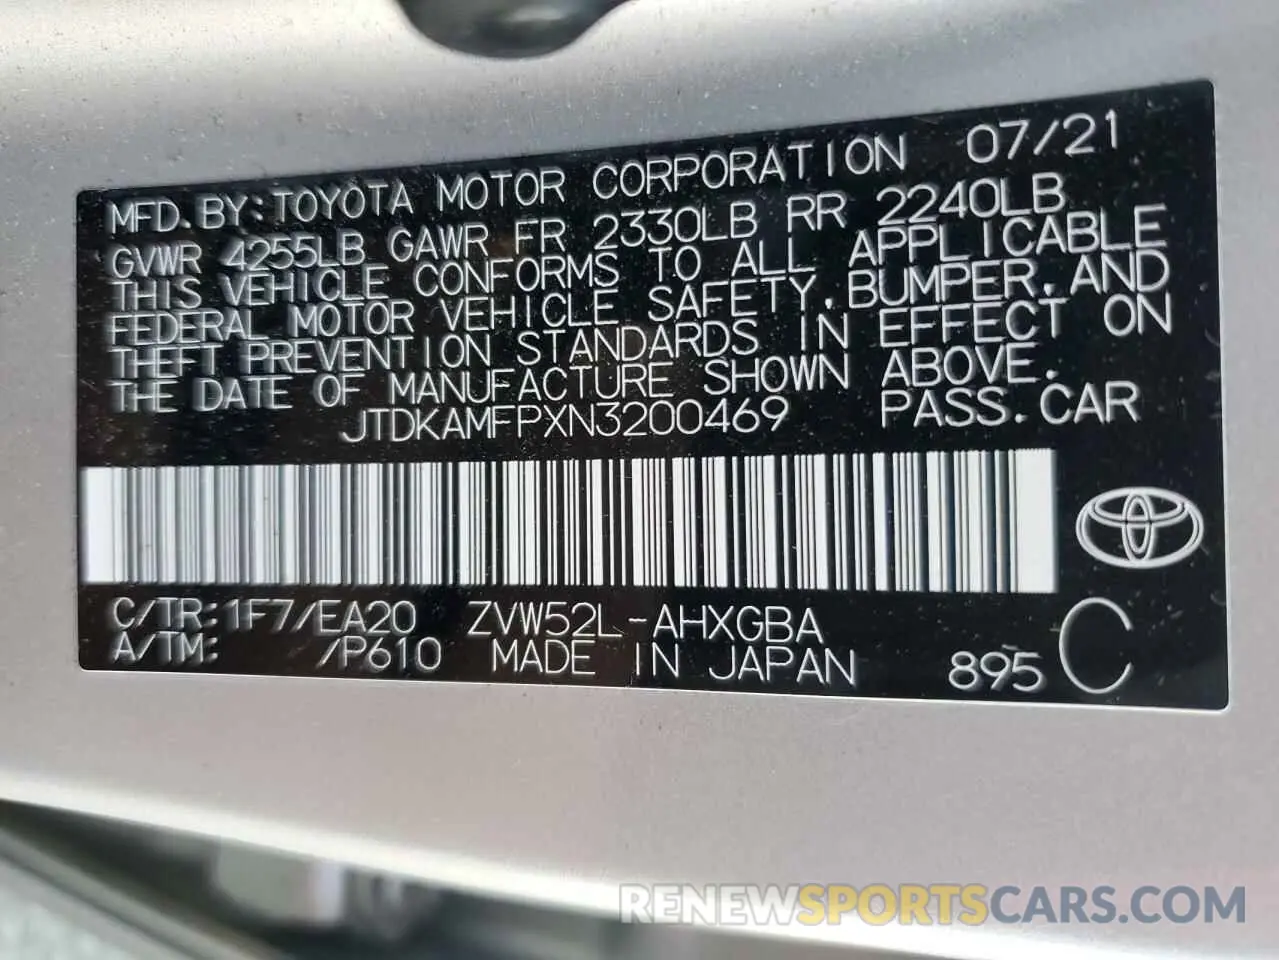 MFD.BY:TOYOTA MOTOR CORPORATION 07/21
GVWR 4255LB GAWR FR 2330LB RR 2240LB
THIS VEHICLE CONFORMS TO ALL APPLICABLE
FEDERAL MOTOR VEHICLE SAFETY,BUMPER,AND
THEFT PREVENTION STANDARDS IN EFFECT ON
THE DATE OF MANUFACTURE SHOWN ABOVE.
JTDKAMFPXN3200469 PASS.CAR
C/TR:1F7/EA20 ZVW52L-AHXGBA
A/TM: /P610 MADE IN JAPAN 895 C
RENEWSPORTSCARS.COM